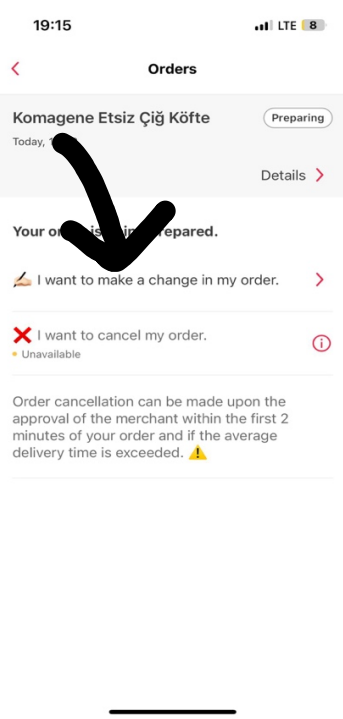 19:15
LTE 8
Orders
Komagene Etsiz Çiğ Köfte
Preparing
Today,
Details
Your
✍🏻 I want to make a change in my order.
❌ I want to cancel my order.
Unavailable
Order cancellation can be made upon the
approval of the merchant within the first 2
minutes of your order and if the average
delivery time is exceeded. ⚠️